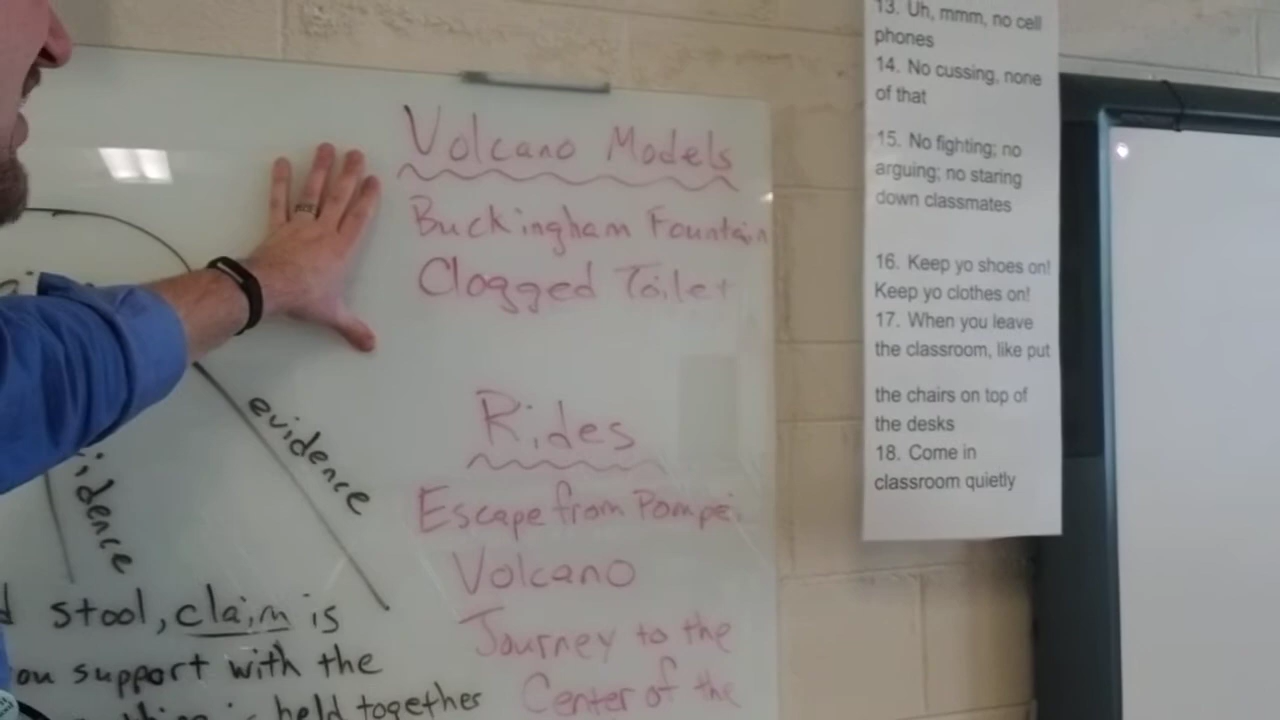 Volcano Models
Buckingham Fountain
Clogged Toilet
Rides
Escape from Pompei
Volcano
Journey to the
Center of the
evidence
idence
stool, claim is
ou support with the
held together
13. Uh, mmm, no cell
phones
14. No cussing, none
of that
15. No fighting; no
arguing; no staring
down classmates
16. Keep yo shoes on!
Keep yo clothes on!
17. When you leave
the classroom, like put
the chairs on top of
the desks
18. Come in
classroom quietly